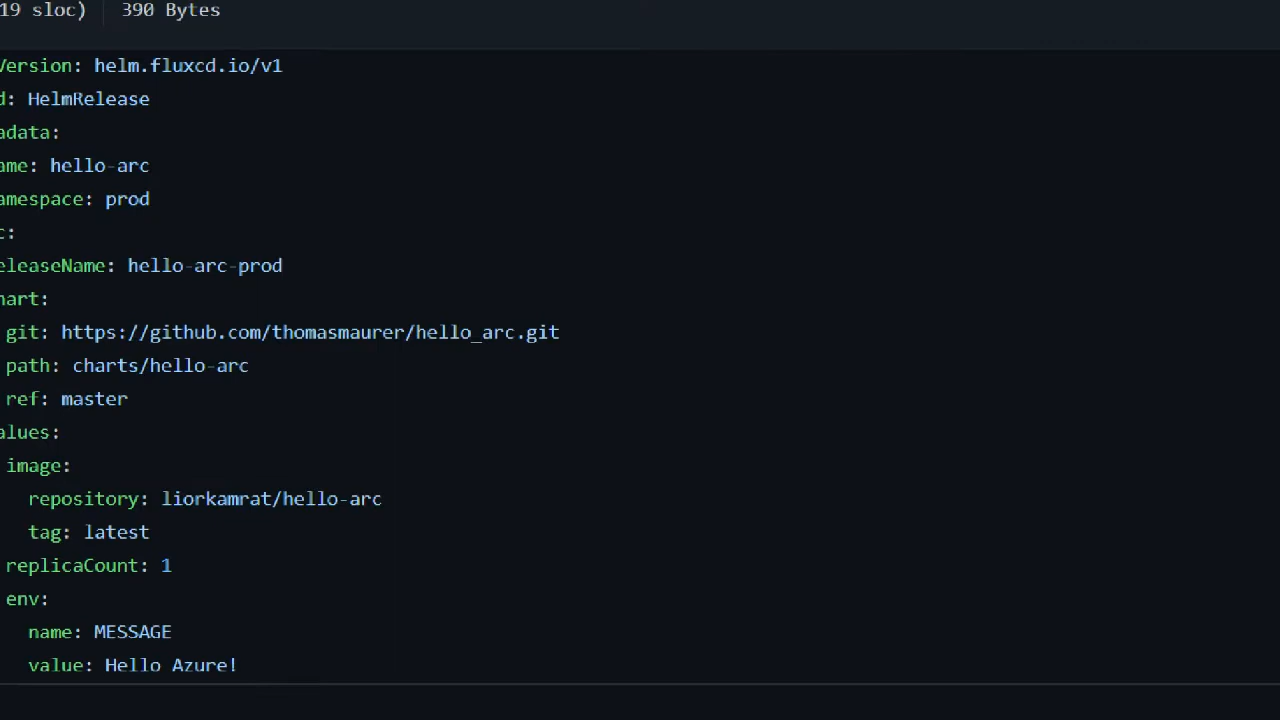 19 sloc) 390 Bytes
Version: helm.fluxcd.io/v1
d: HelmRelease
adata:
ame: hello-arc
amespace: prod
c:
eleaseName: hello-arc-prod
hart:
git: https://github.com/thomasmaurer/hello_arc.git
path: charts/hello-arc
ref: master
alues:
image:
repository: liorkamrat/hello-arc
tag: latest
replicaCount: 1
env:
name: MESSAGE
value: Hello Azure!